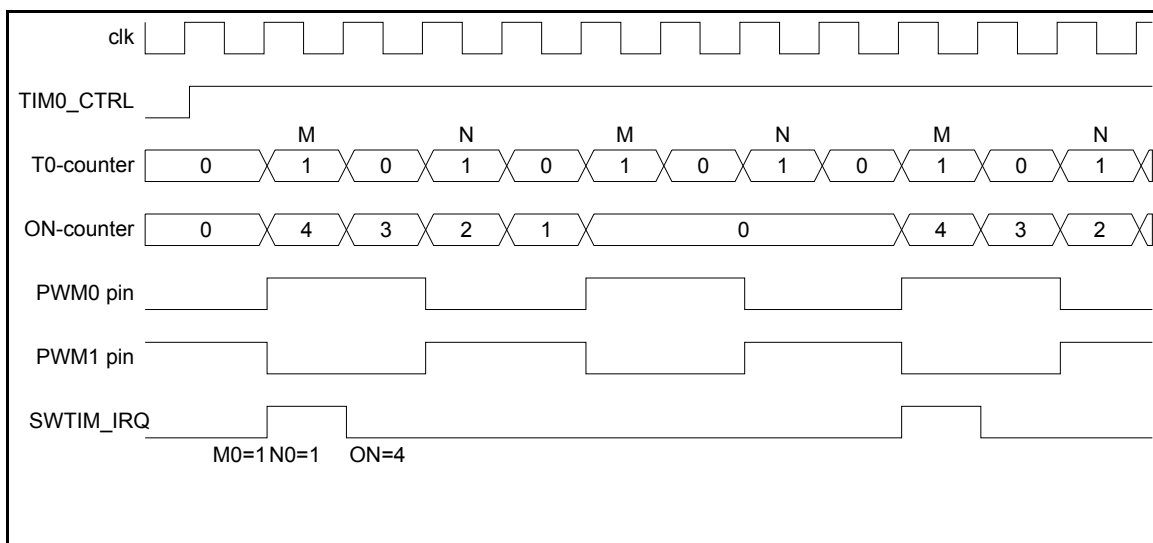 clk
TIM0_CTRL
M N M N M N
T0-counter 0 1 0 1 0 1 0 1 0 1 0 1
ON-counter 0 4 3 2 1 0 4 3 2
PWM0 pin
PWM1 pin
SWTIM_IRQ
M0=1 N0=1 ON=4